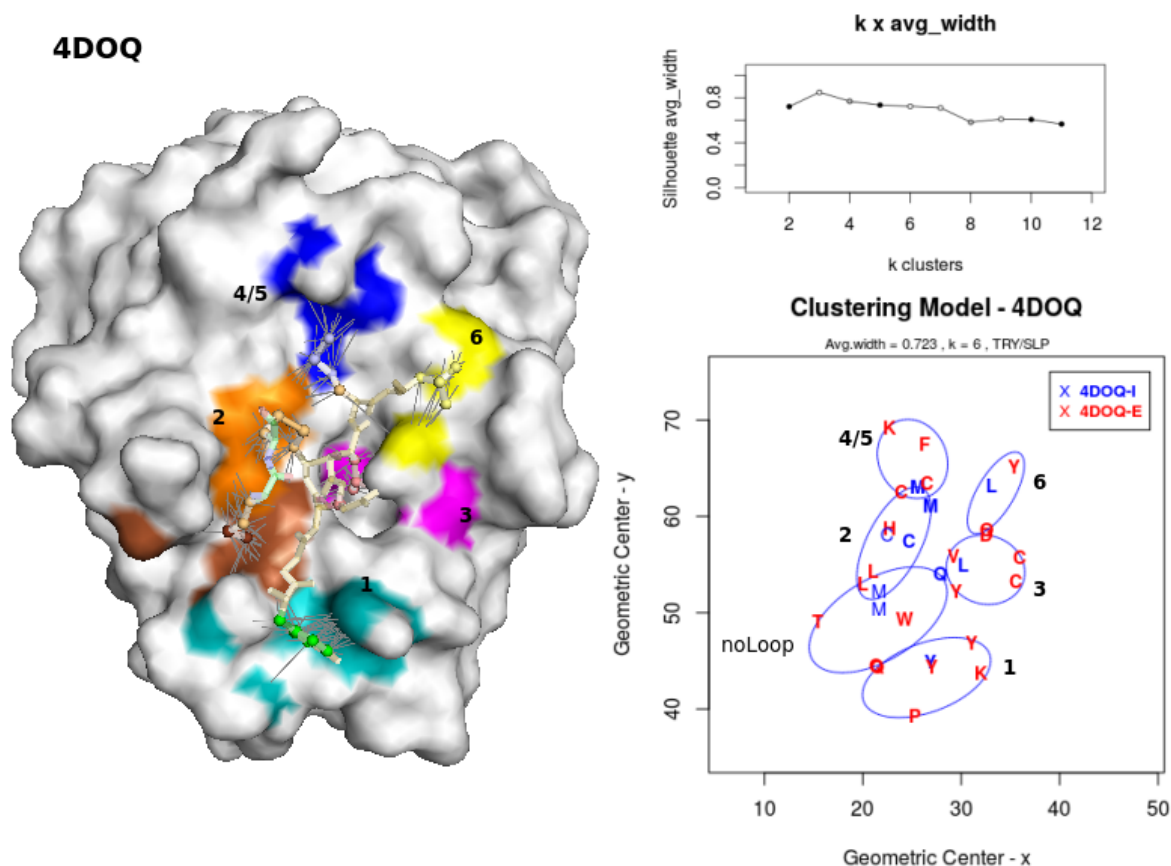 4DOQ
4/5
6
2
3
1
k x avg_width
Silhouette avg_width
0.0
0.4
0.8
2
4
6
8
10
12
k clusters
Clustering Model - 4DOQ
Avg.width = 0.723 , k = 6 , TRY/SLP
X 4DOQ-I
X 4DOQ-E
Geometric Center - y
70
60
50
40
4/5
K
F
C
C
M
M
6
Y
L
2
H
C
C
L
L
M
M
Q
V
L
C
C
Y
3
T
W
noLoop
Y
Y
Y
K
1
P
10
20
30
40
50
Geometric Center - x